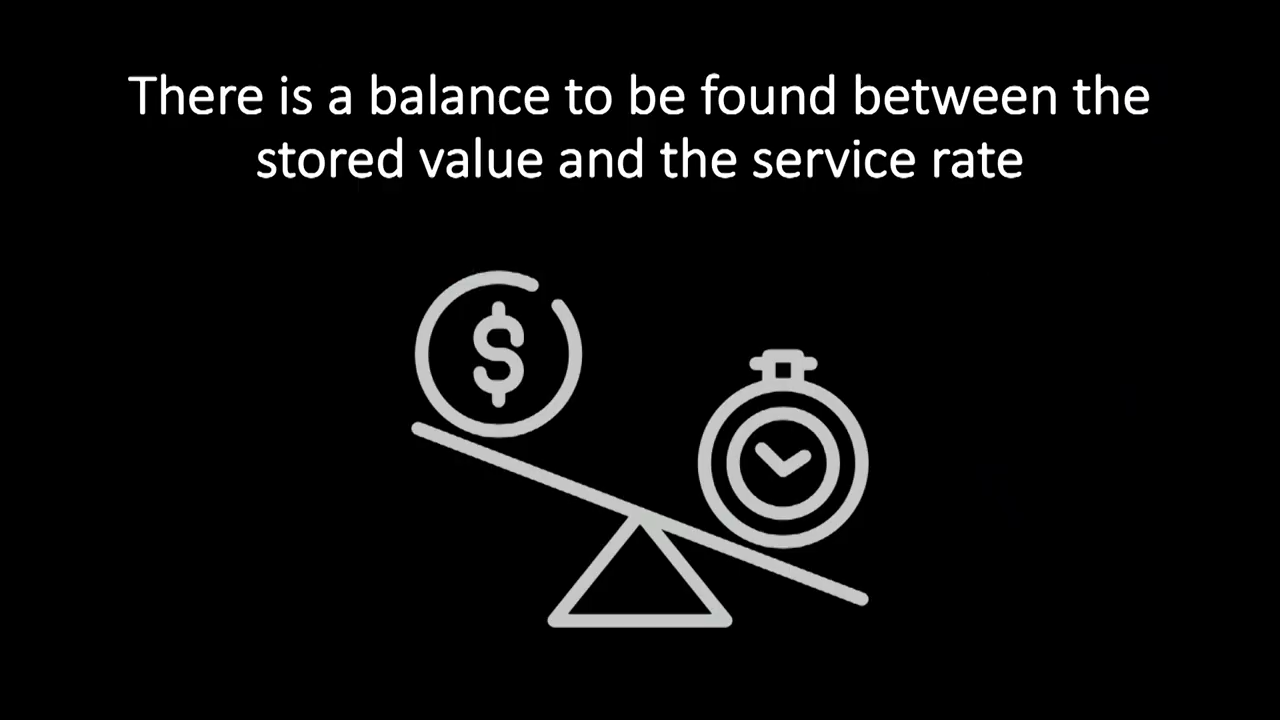 There is a balance to be found between the
stored value and the service rate
$